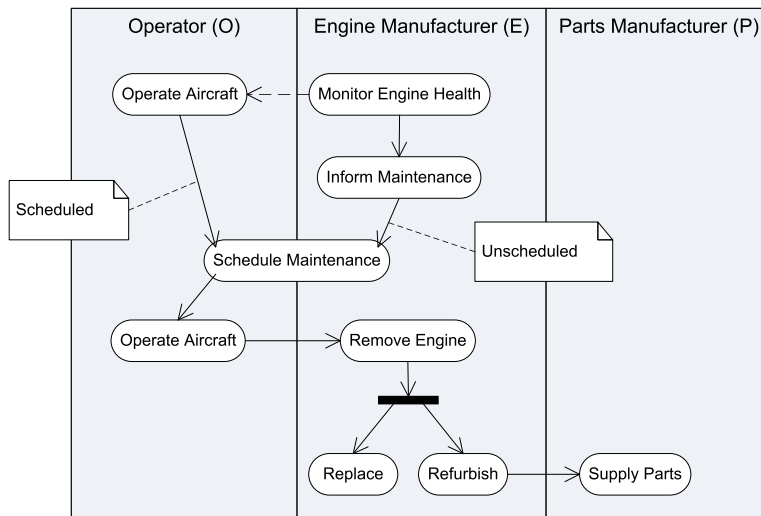 Operator (O)
Engine Manufacturer (E)
Parts Manufacturer (P)
Operate Aircraft
Monitor Engine Health
Inform Maintenance
Scheduled
Unscheduled
Schedule Maintenance
Operate Aircraft
Remove Engine
Replace
Refurbish
Supply Parts